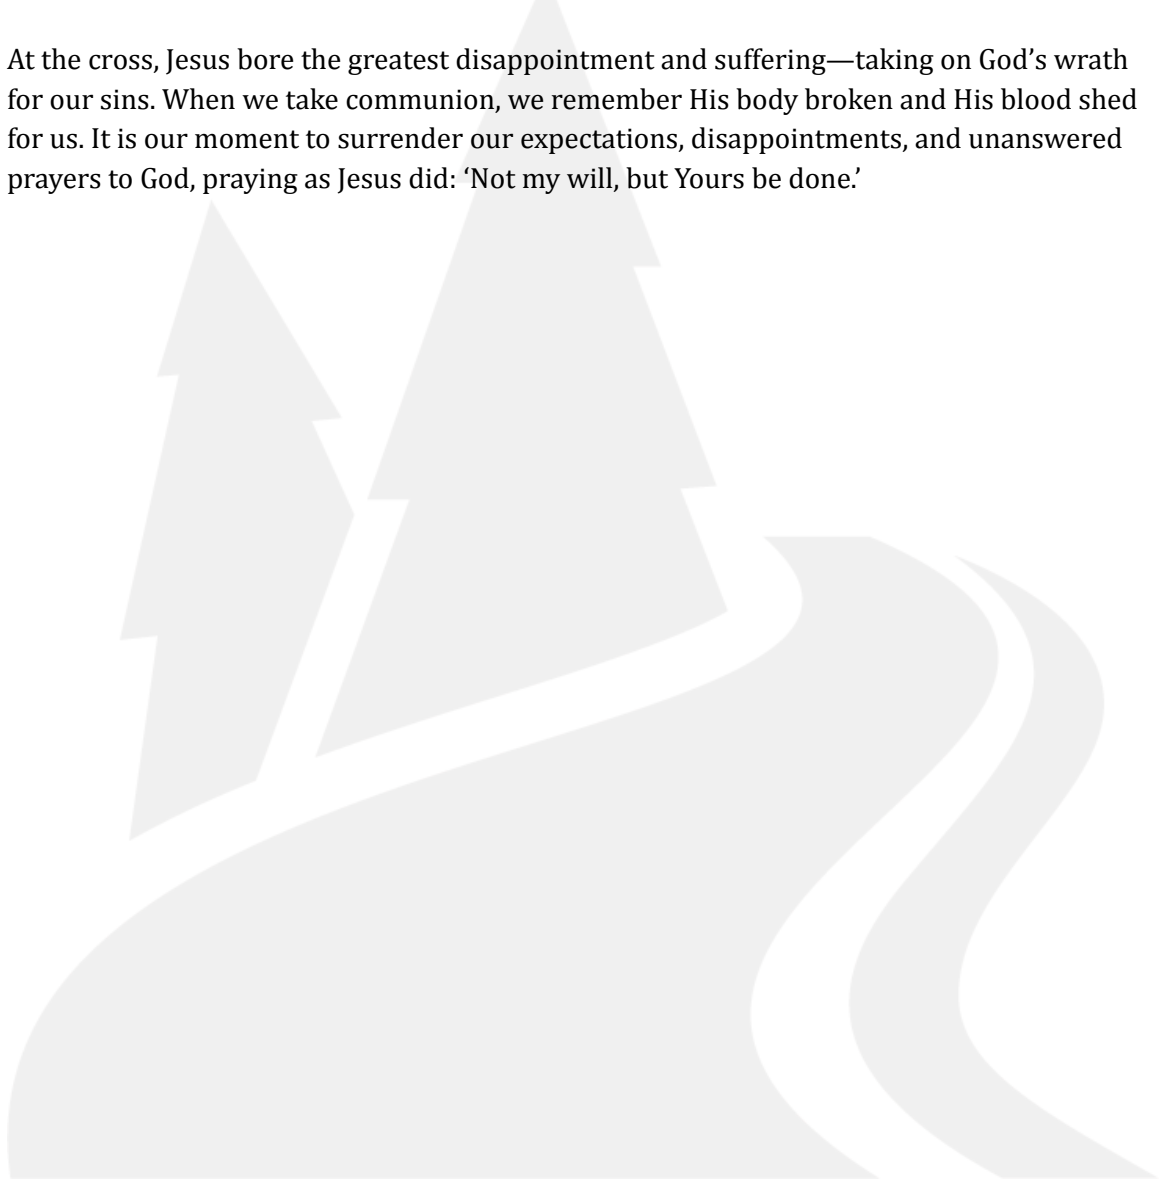 At the cross, Jesus bore the greatest disappointment and suffering—taking on God’s wrath
for our sins. When we take communion, we remember His body broken and His blood shed
for us. It is our moment to surrender our expectations, disappointments, and unanswered
prayers to God, praying as Jesus did: ‘Not my will, but Yours be done.’